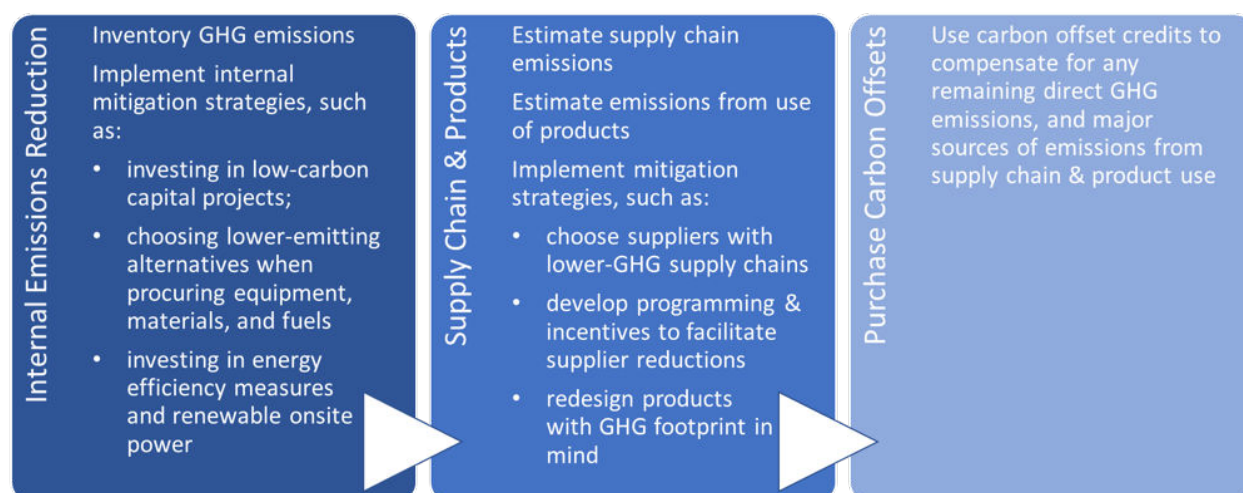 Internal Emissions Reduction
Inventory GHG emissions
Implement internal
mitigation strategies, such
as:
• investing in low-carbon
capital projects;
• choosing lower-emitting
alternatives when
procuring equipment,
materials, and fuels
• investing in energy
efficiency measures
and renewable onsite
power
Supply Chain & Products
Estimate supply chain
emissions
Estimate emissions from use
of products
Implement mitigation
strategies, such as:
• choose suppliers with
lower-GHG supply chains
• develop programming &
incentives to facilitate
supplier reductions
• redesign products
with GHG footprint in
mind
Purchase Carbon Offsets
Use carbon offset credits to
compensate for any
remaining direct GHG
emissions, and major
sources of emissions from
supply chain & product use